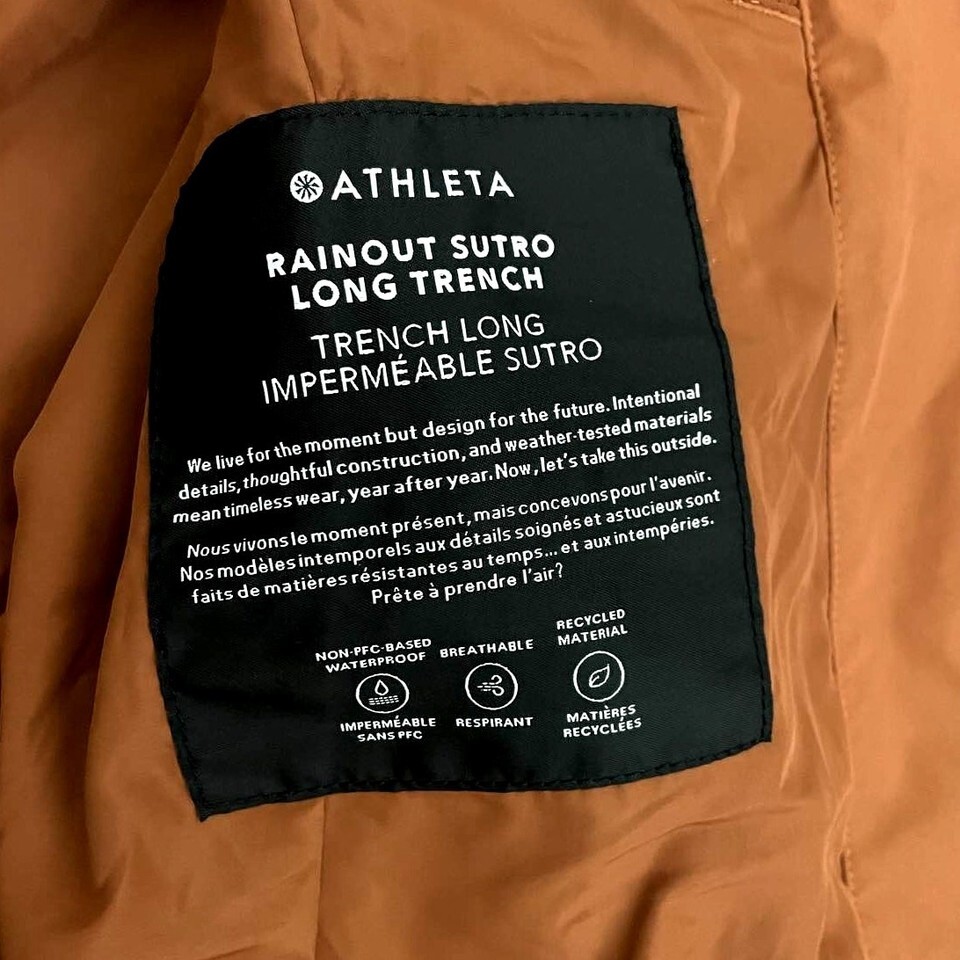 ATHLETA
RAINOUT SUTRO
LONG TRENCH
TRENCH LONG
IMPERMÉABLE SUTRO
We live for the moment but design for the future. Intentional
details, thoughtful construction, and weather-tested materials
mean timeless wear, year after year. Now, let's take this outside.
Nous vivons le moment présent, mais concevons pour l'avenir.
Nos modèles intemporels aux détails soignés et astucieux sont
faits de matières résistantes au temps... et aux intempéries.
Prête à prendre l'air?
NON-PFC-BASED
WATERPROOF
IMPERMÉABLE
SANS PFC
BREATHABLE
RESPIRANT
RECYCLED
MATERIAL
MATIÈRES
RECYCLÉES